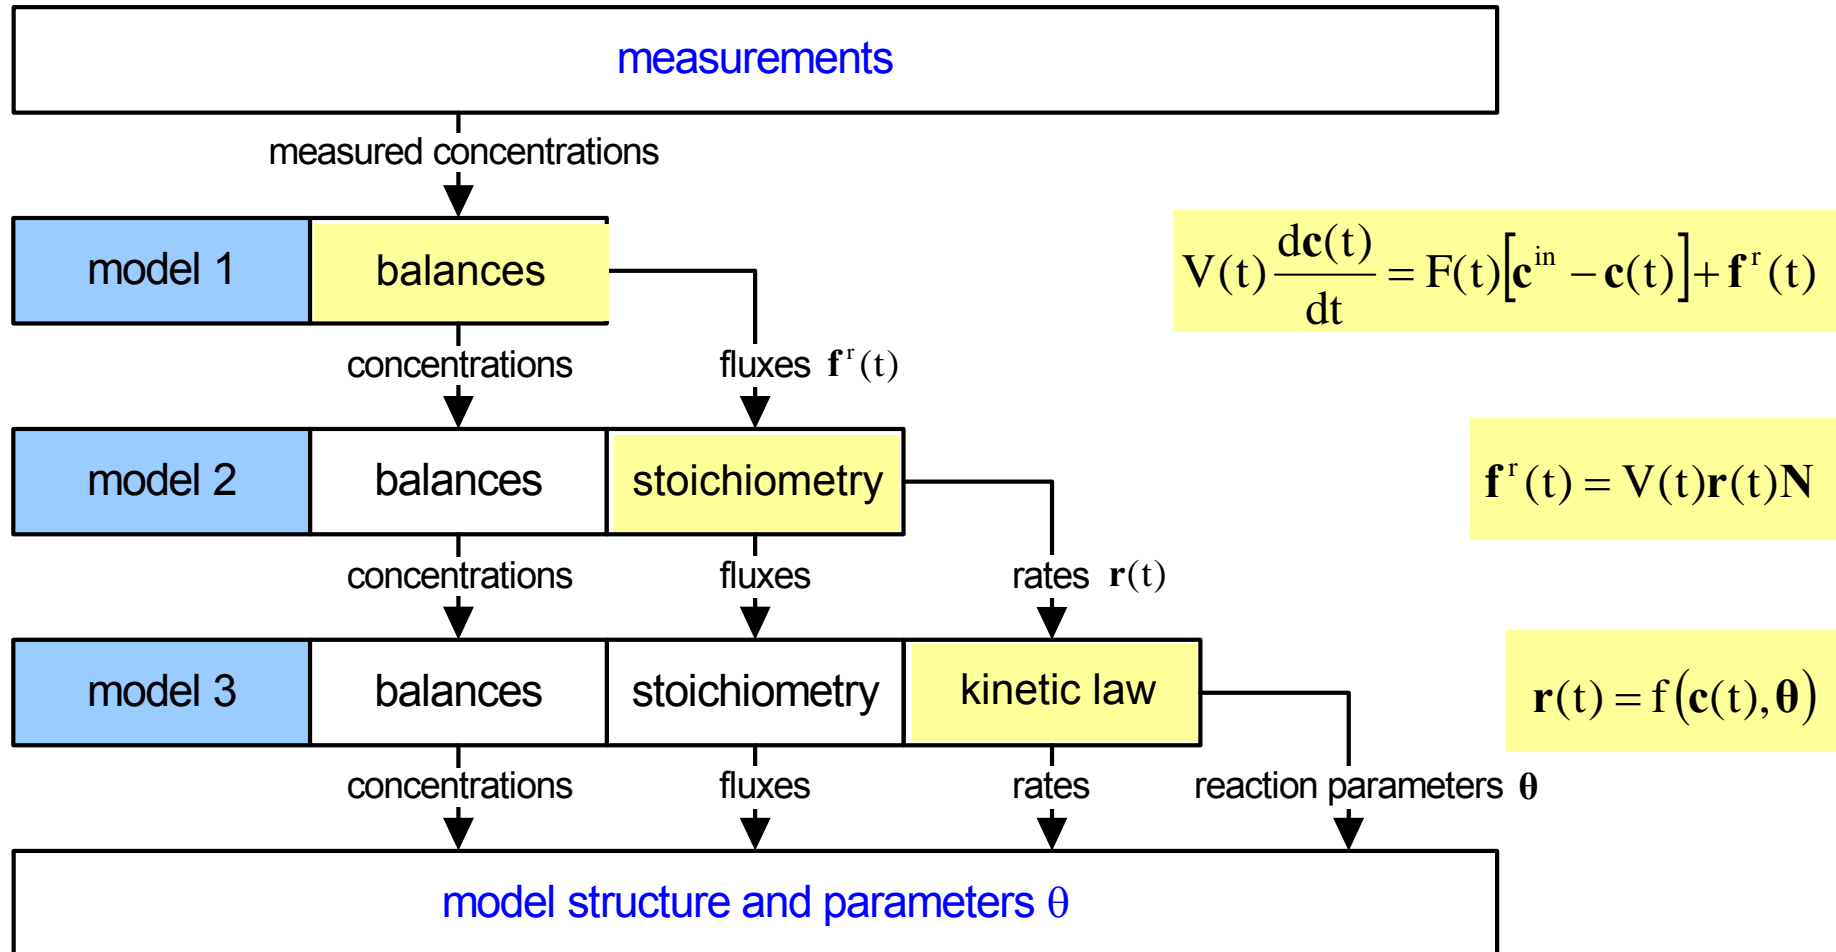 measurements
measured concentrations
model 1 balances
V(t) dc(t)/dt = F(t)[c^in − c(t)] + f^r(t)
concentrations fluxes f^r(t)
model 2 balances stoichiometry
f^r(t) = V(t)r(t)N
concentrations fluxes rates r(t)
model 3 balances stoichiometry kinetic law
r(t) = f(c(t), θ)
concentrations fluxes rates reaction parameters θ
model structure and parameters θ